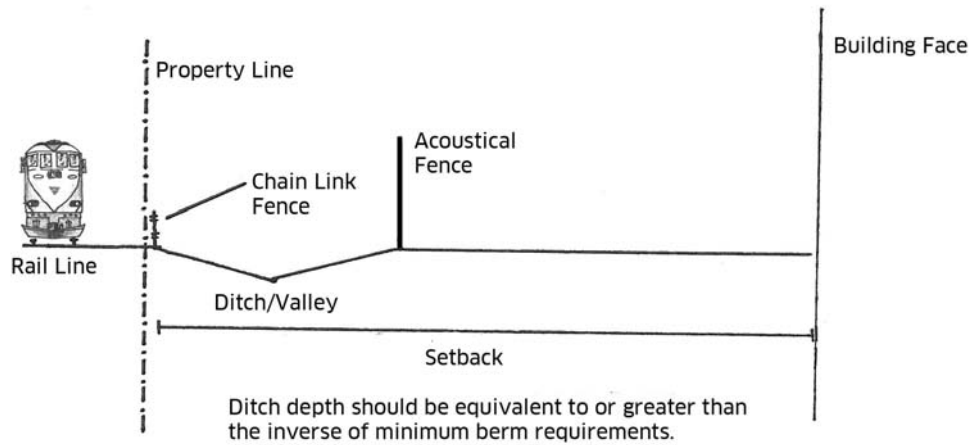 Building Face
Property Line
Acoustical
Fence
Chain Link
Fence
Rail Line
Ditch/Valley
Setback
Ditch depth should be equivalent to or greater than
the inverse of minimum berm requirements.